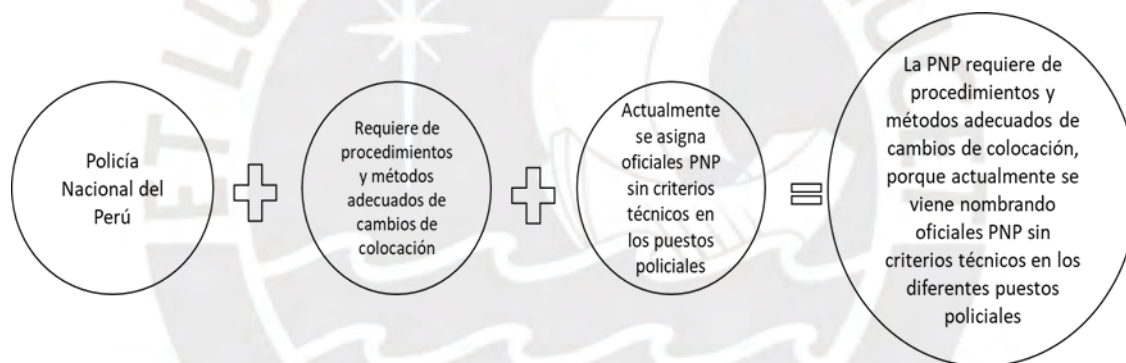 Policía
Nacional del
Perú
Requiere de
procedimientos
y métodos
adecuados de
cambios de
colocación
Actualmente
se asigna
oficiales PNP
sin criterios
técnicos en
los puestos
policiales
La PNP requiere de
procedimientos y
métodos adecuados de
cambios de colocación,
porque actualmente se
viene nombrando
oficiales PNP sin
criterios técnicos en los
diferentes puestos
policiales